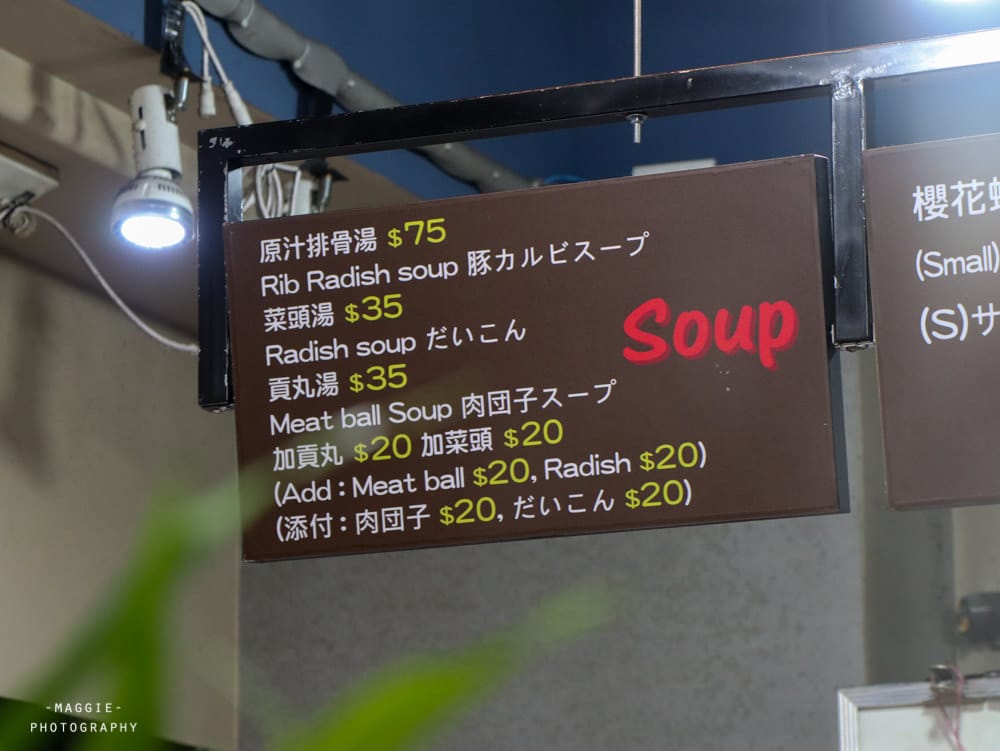 原汁排骨湯 $75
Rib Radish soup 豚カルビスープ
菜頭湯 $35
Radish soup だいこん
貢丸湯 $35
Meat ball Soup 肉団子スープ
加貢丸 $20 加菜頭 $20
(Add：Meat ball $20, Radish $20)
(添付：肉団子 $20, だいこん $20)
Soup
櫻花
(Small)
(S)サ
-MAGGIE-
PHOTOGRAPHY